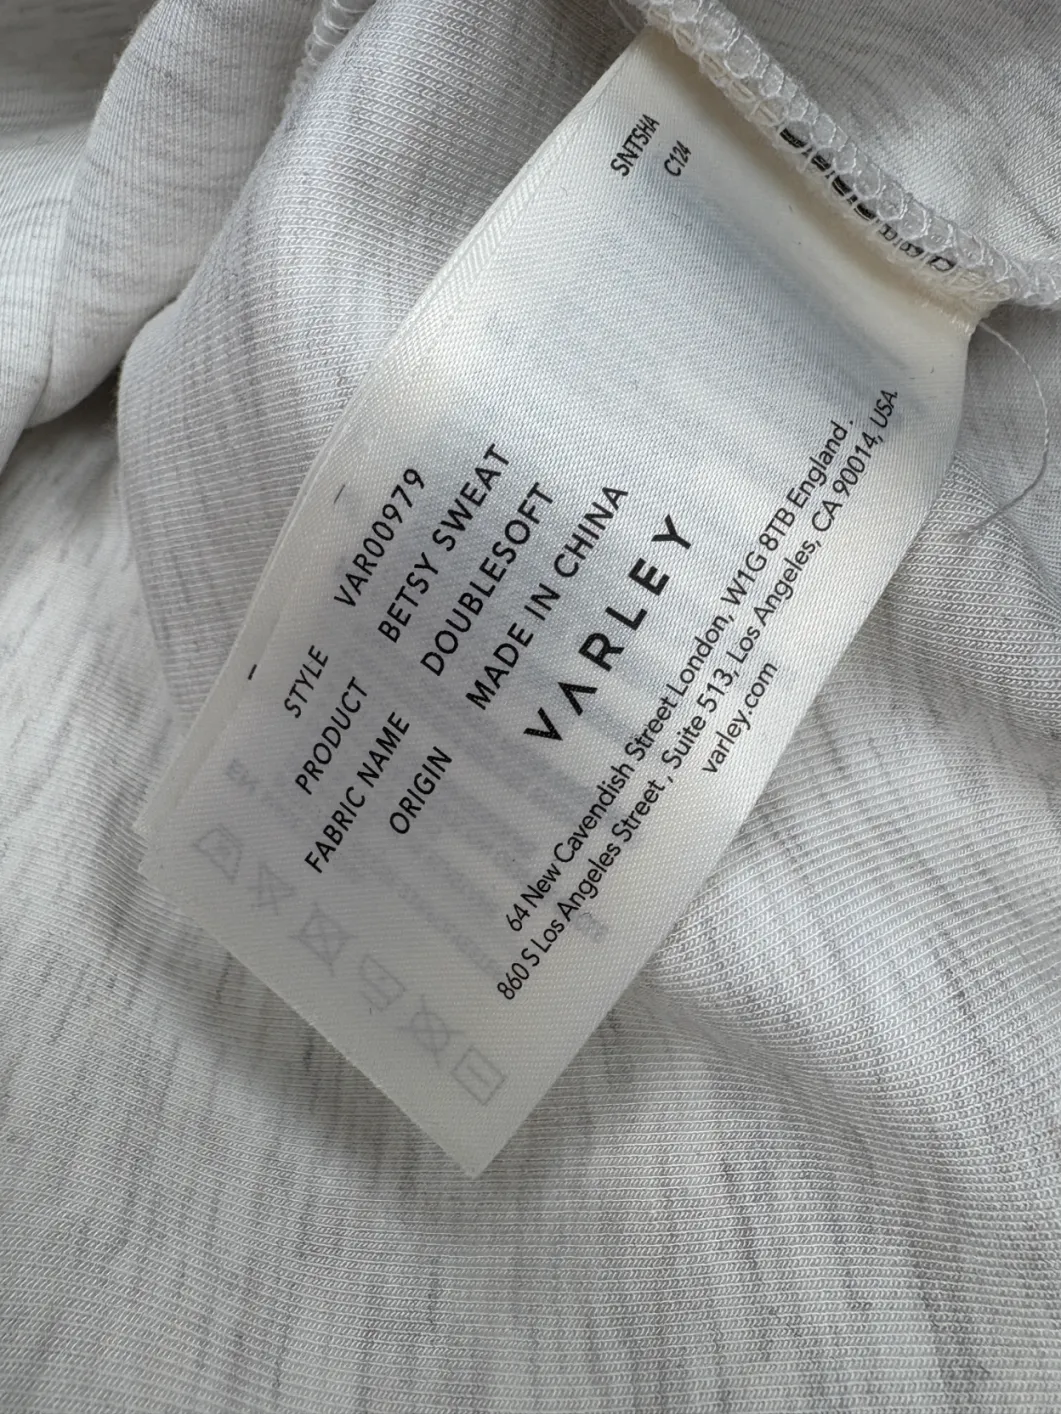 SNTSHA
C124
STYLE VAR00979
PRODUCT BETSY SWEAT
FABRIC NAME DOUBLESOFT
ORIGIN MADE IN CHINA
VARLEY
64 New Cavendish Street London, W1G 8TB England .
860 S Los Angeles Street , Suite 513, Los Angeles, CA 90014, USA.
varley.com